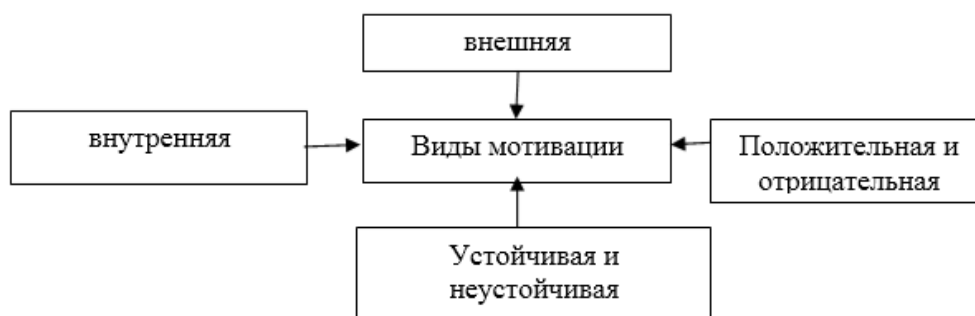 внешняя
внутренняя
Виды мотивации
Положительная и
отрицательная
Устойчивая и
неустойчивая